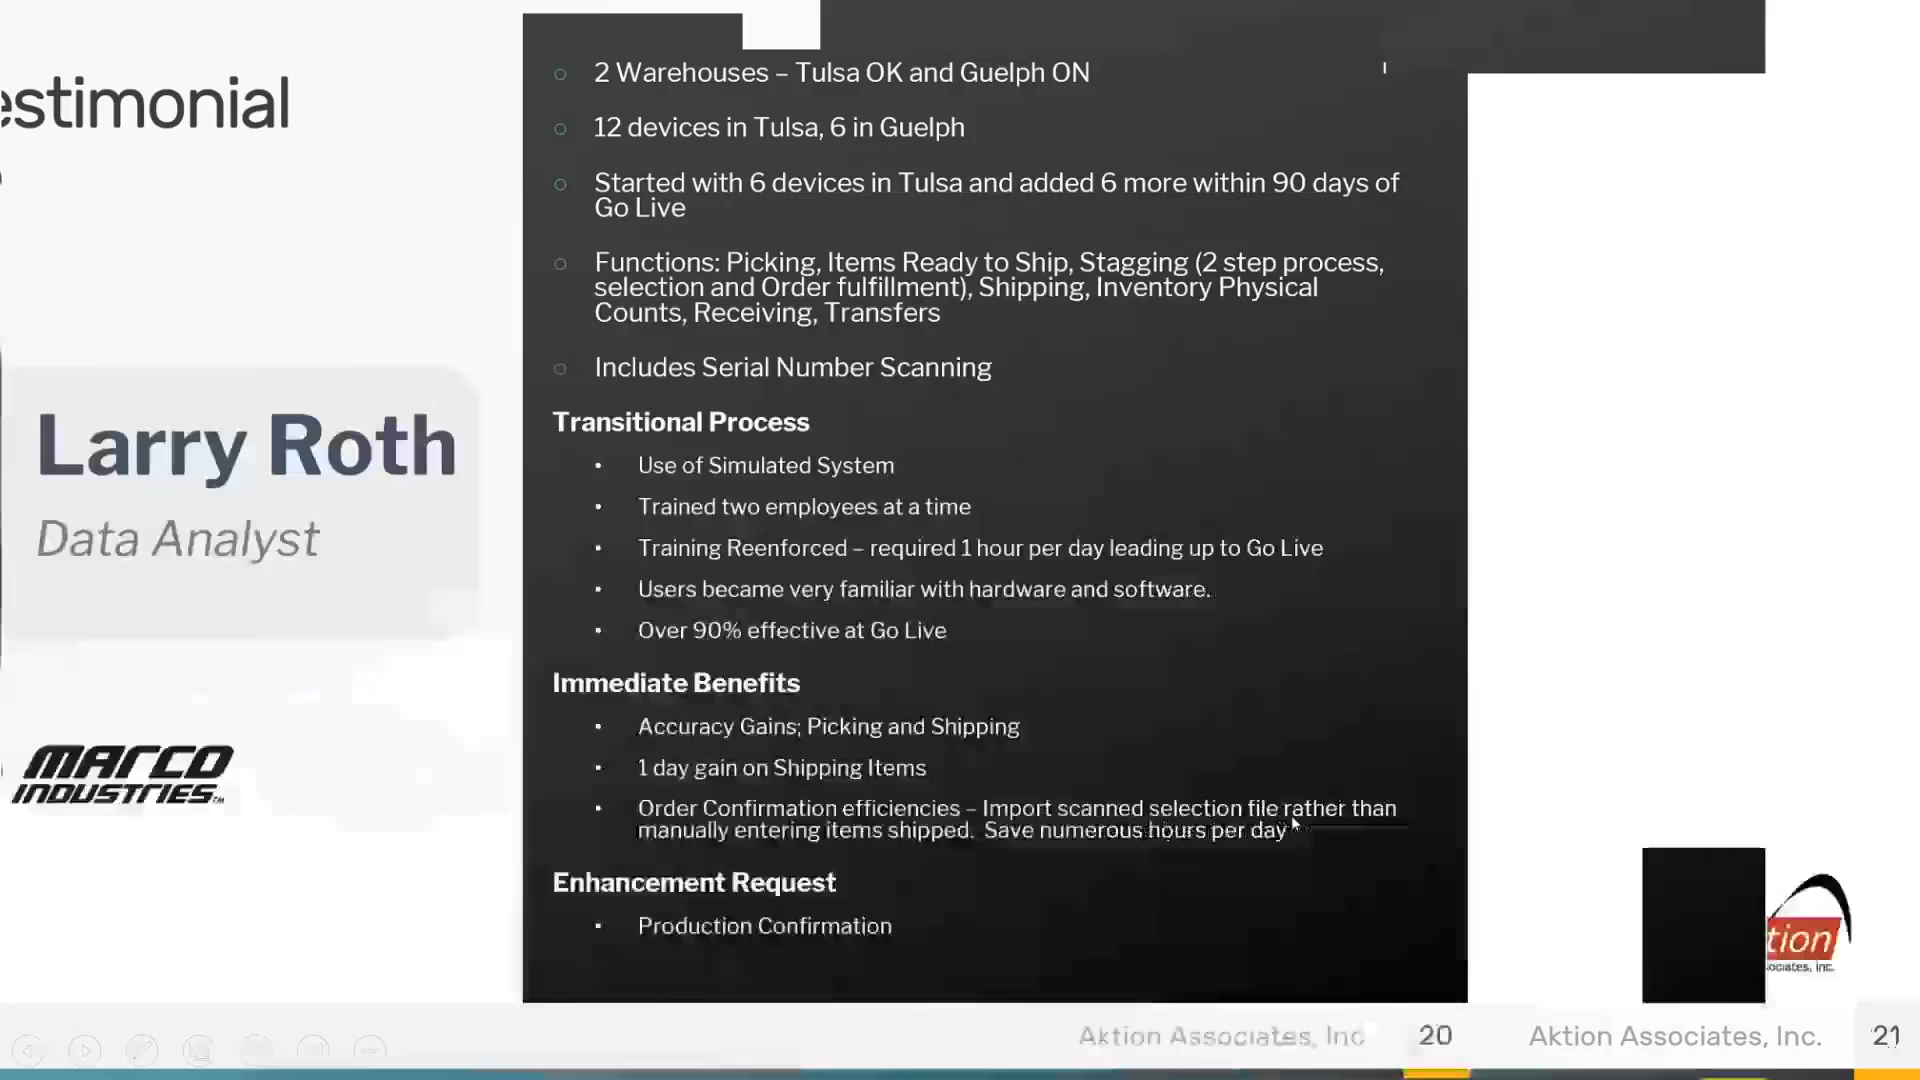 estimonial
Larry Roth
Data Analyst
MARCO
INDUSTRIES
2 Warehouses – Tulsa OK and Guelph ON
12 devices in Tulsa, 6 in Guelph
Started with 6 devices in Tulsa and added 6 more within 90 days of
Go Live
Functions: Picking, Items Ready to Ship, Stagging (2 step process,
selection and Order fulfillment), Shipping, Inventory Physical
Counts, Receiving, Transfers
Includes Serial Number Scanning
Transitional Process
Use of Simulated System
Trained two employees at a time
Training Reenforced – required 1 hour per day leading up to Go Live
Users became very familiar with hardware and software.
Over 90% effective at Go Live
Immediate Benefits
Accuracy Gains; Picking and Shipping
1 day gain on Shipping Items
Order Confirmation efficiencies – Import scanned selection file rather than
manually entering items shipped. Save numerous hours per day
Enhancement Request
Production Confirmation
tion
ociates, Inc.
Aktion Associates, Inc 20 Aktion Associates, Inc. 21